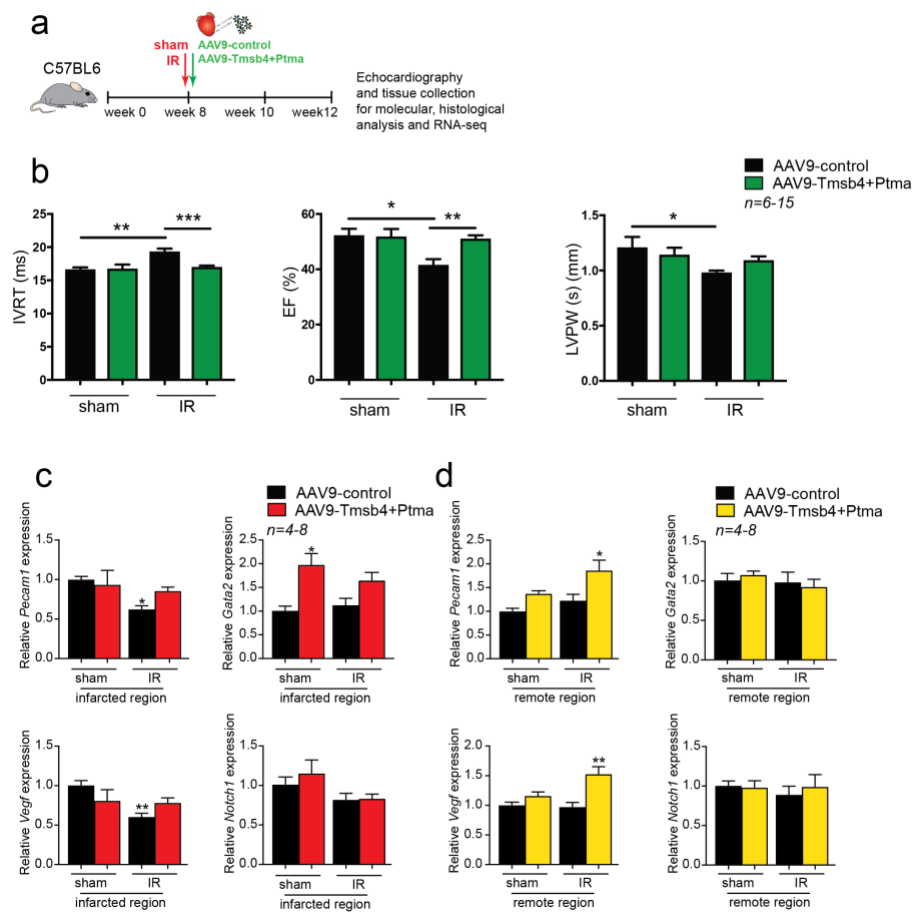 a
C57BL6
sham
IR
AAV9-control
AAV9-Tmsb4+Ptma
week 0
week 8
week 10
week12
Echocardiography
and tissue collection
for molecular, histological
analysis and RNA-seq
b
AAV9-control
AAV9-Tmsb4+Ptma
n=6-15
IVRT (ms)
25
20
15
10
5
0
**
***
sham
IR
EF (%)
60
40
20
0
*
**
sham
IR
LVPW (s) (mm)
1.5
1.0
0.5
0.0
*
sham
IR
c
AAV9-control
AAV9-Tmsb4+Ptma
n=4-8
Relative Pecam1 expression
1.5
1.0
0.5
0.0
*
sham
IR
infarcted region
Relative Gata2 expression
2.5
2.0
1.5
1.0
0.5
0.0
*
sham
IR
infarcted region
Relative Vegf expression
1.5
1.0
0.5
0.0
**
sham
IR
infarcted region
Relative Notch1 expression
1.5
1.0
0.5
0.0
sham
IR
infarcted region
d
AAV9-control
AAV9-Tmsb4+Ptma
n=4-8
Relative Pecam1 expression
2.5
2.0
1.5
1.0
0.5
0.0
*
sham
IR
remote region
Relative Gata2 expression
1.5
1.0
0.5
0.0
sham
IR
remote region
Relative Vegf expression
2.0
1.5
1.0
0.5
0.0
**
sham
IR
remote region
Relative Notch1 expression
1.5
1.0
0.5
0.0
sham
IR
remote region